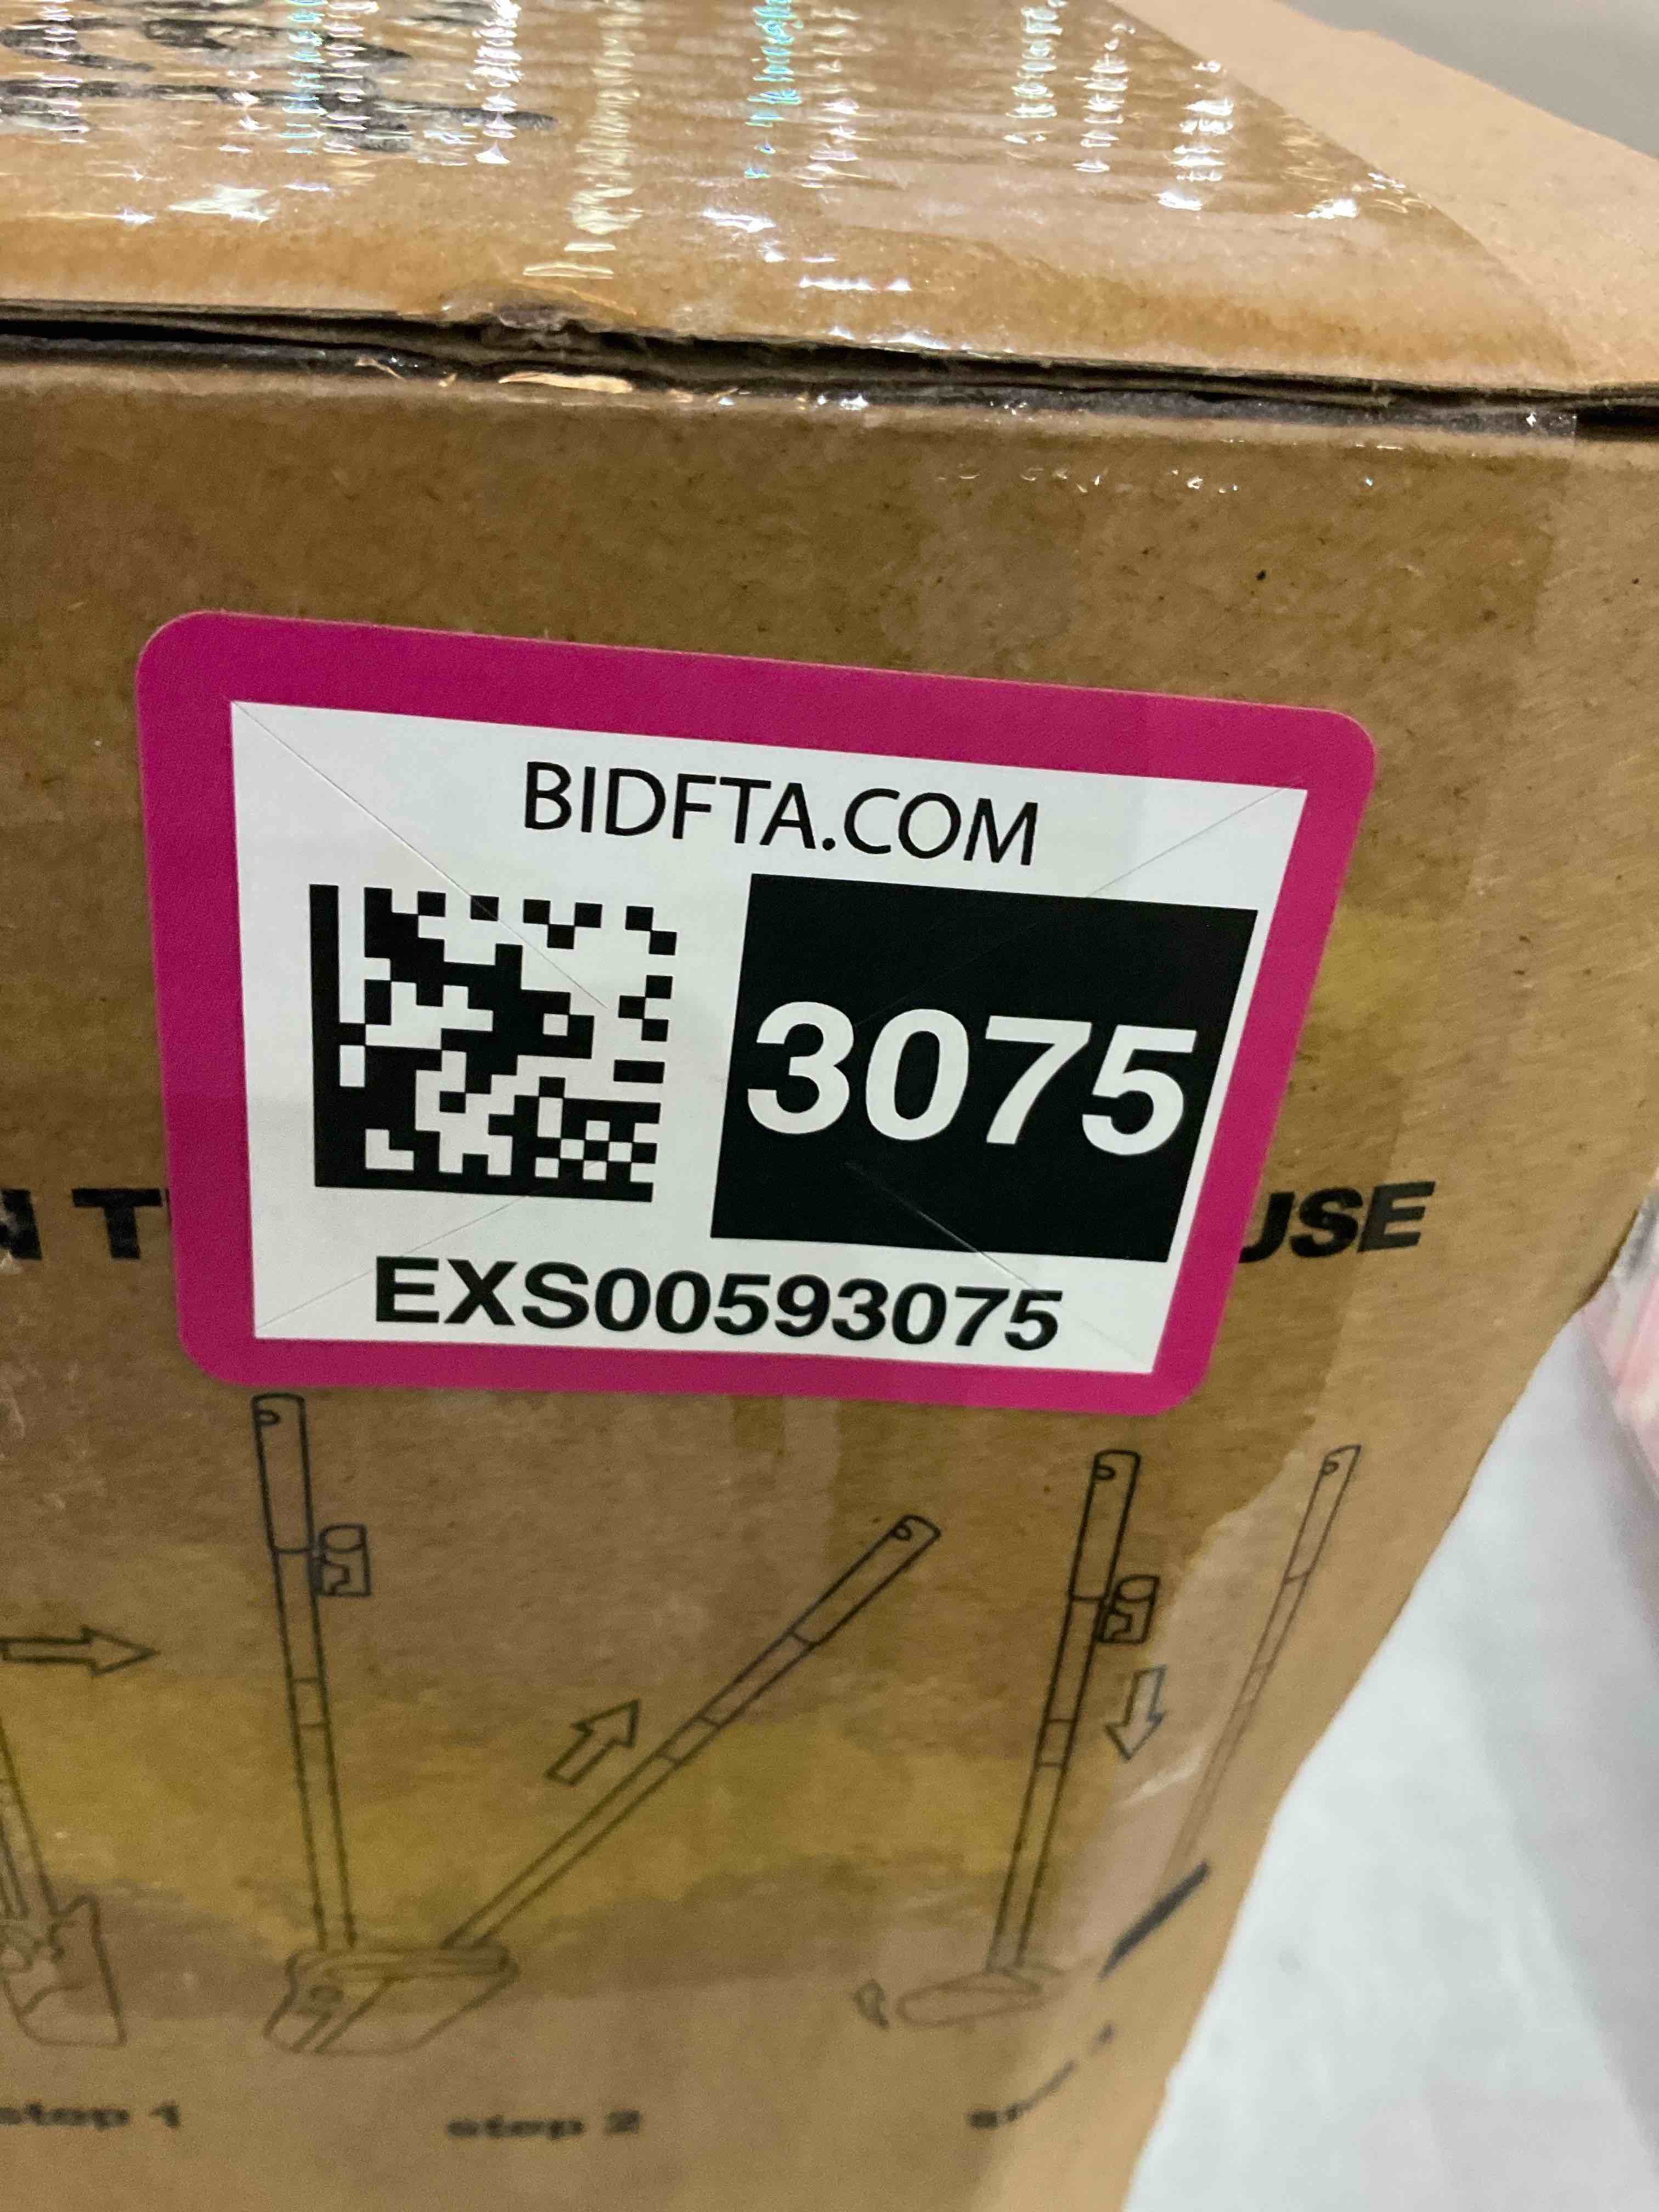 BIDFTA.COM
3075
EXS00593075
USE
step 1
step 2